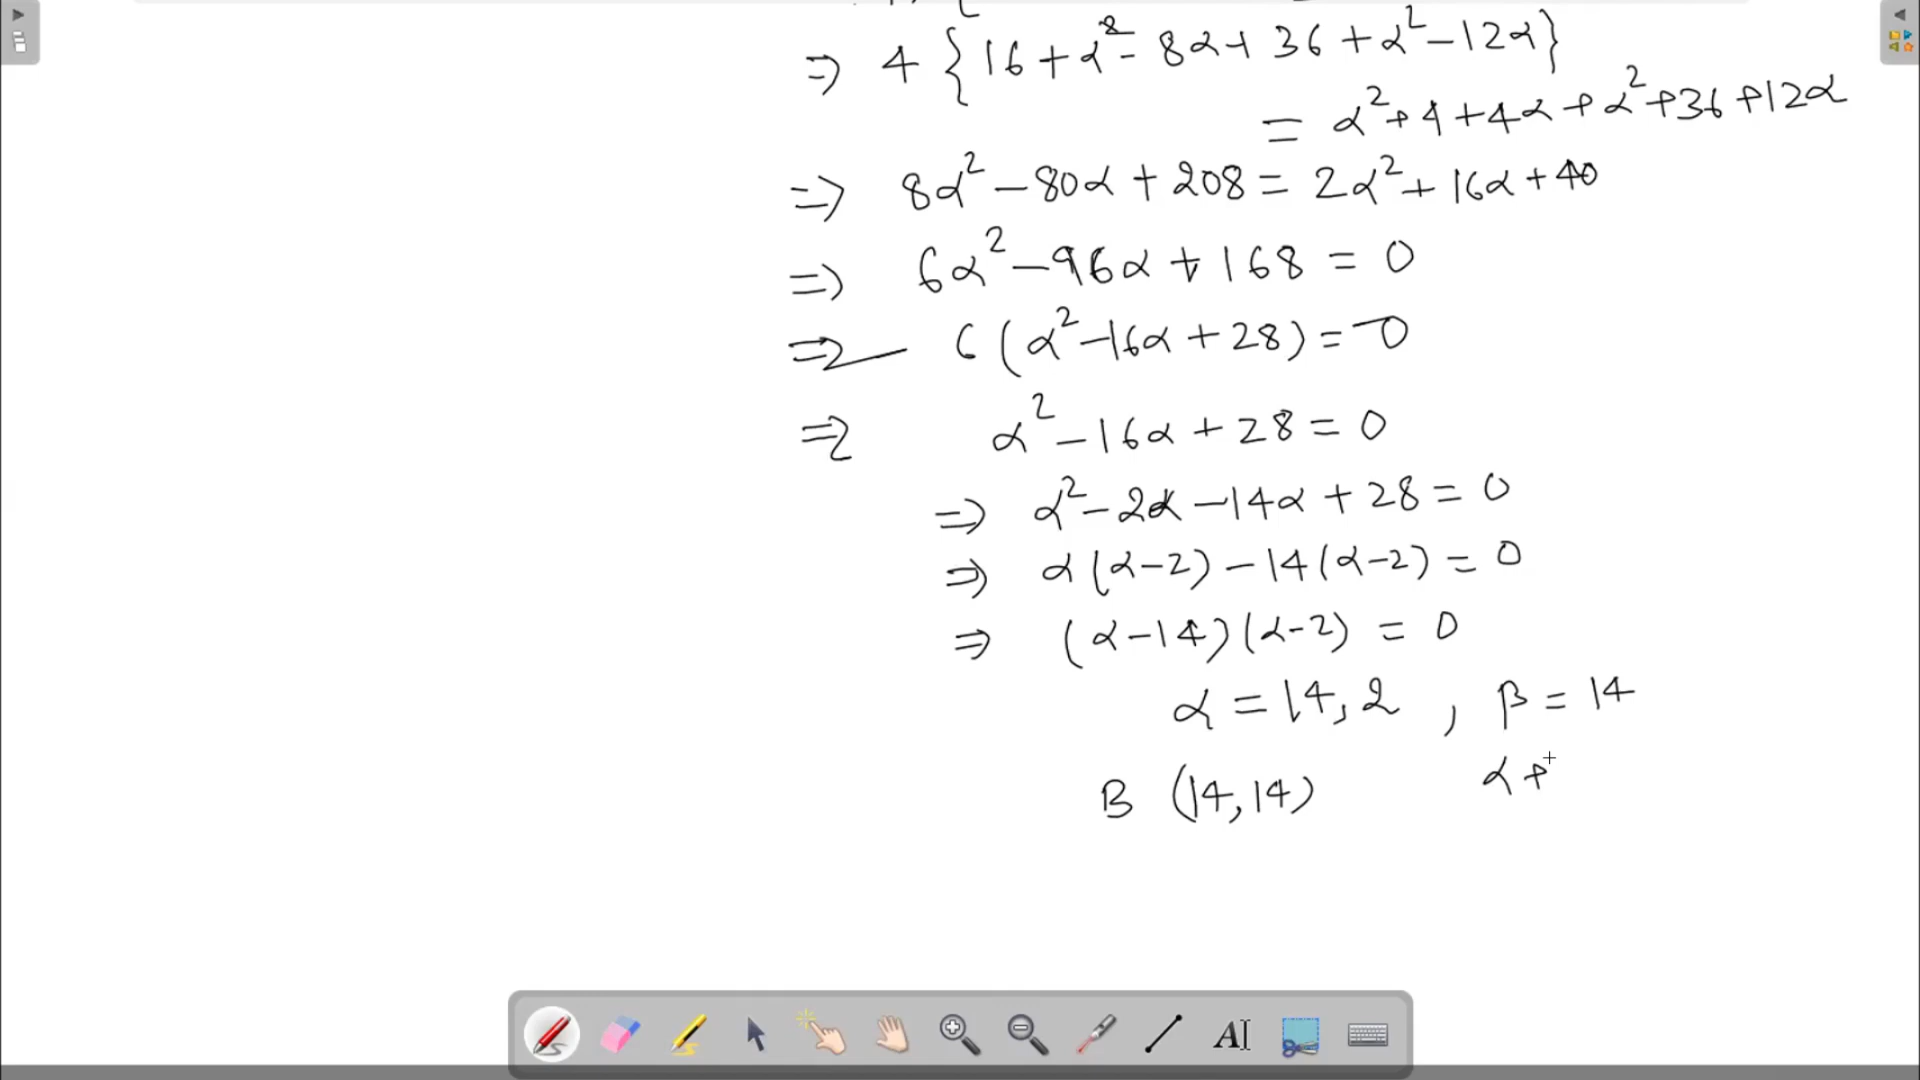 => 4 {16 + α² - 8α + 36 + α² - 12α}
= α² + 4 + 4α + α² + 36 + 12α
=> 8α² - 80α + 208 = 2α² + 16α + 40
=> 6α² - 96α + 168 = 0
=> 6 (α² - 16α + 28) = 0
=> α² - 16α + 28 = 0
=> α² - 2α - 14α + 28 = 0
=> α (α - 2) - 14 (α - 2) = 0
=> (α - 14) (α - 2) = 0
α = 14, 2 , β = 14
B (14, 14) α +
AI